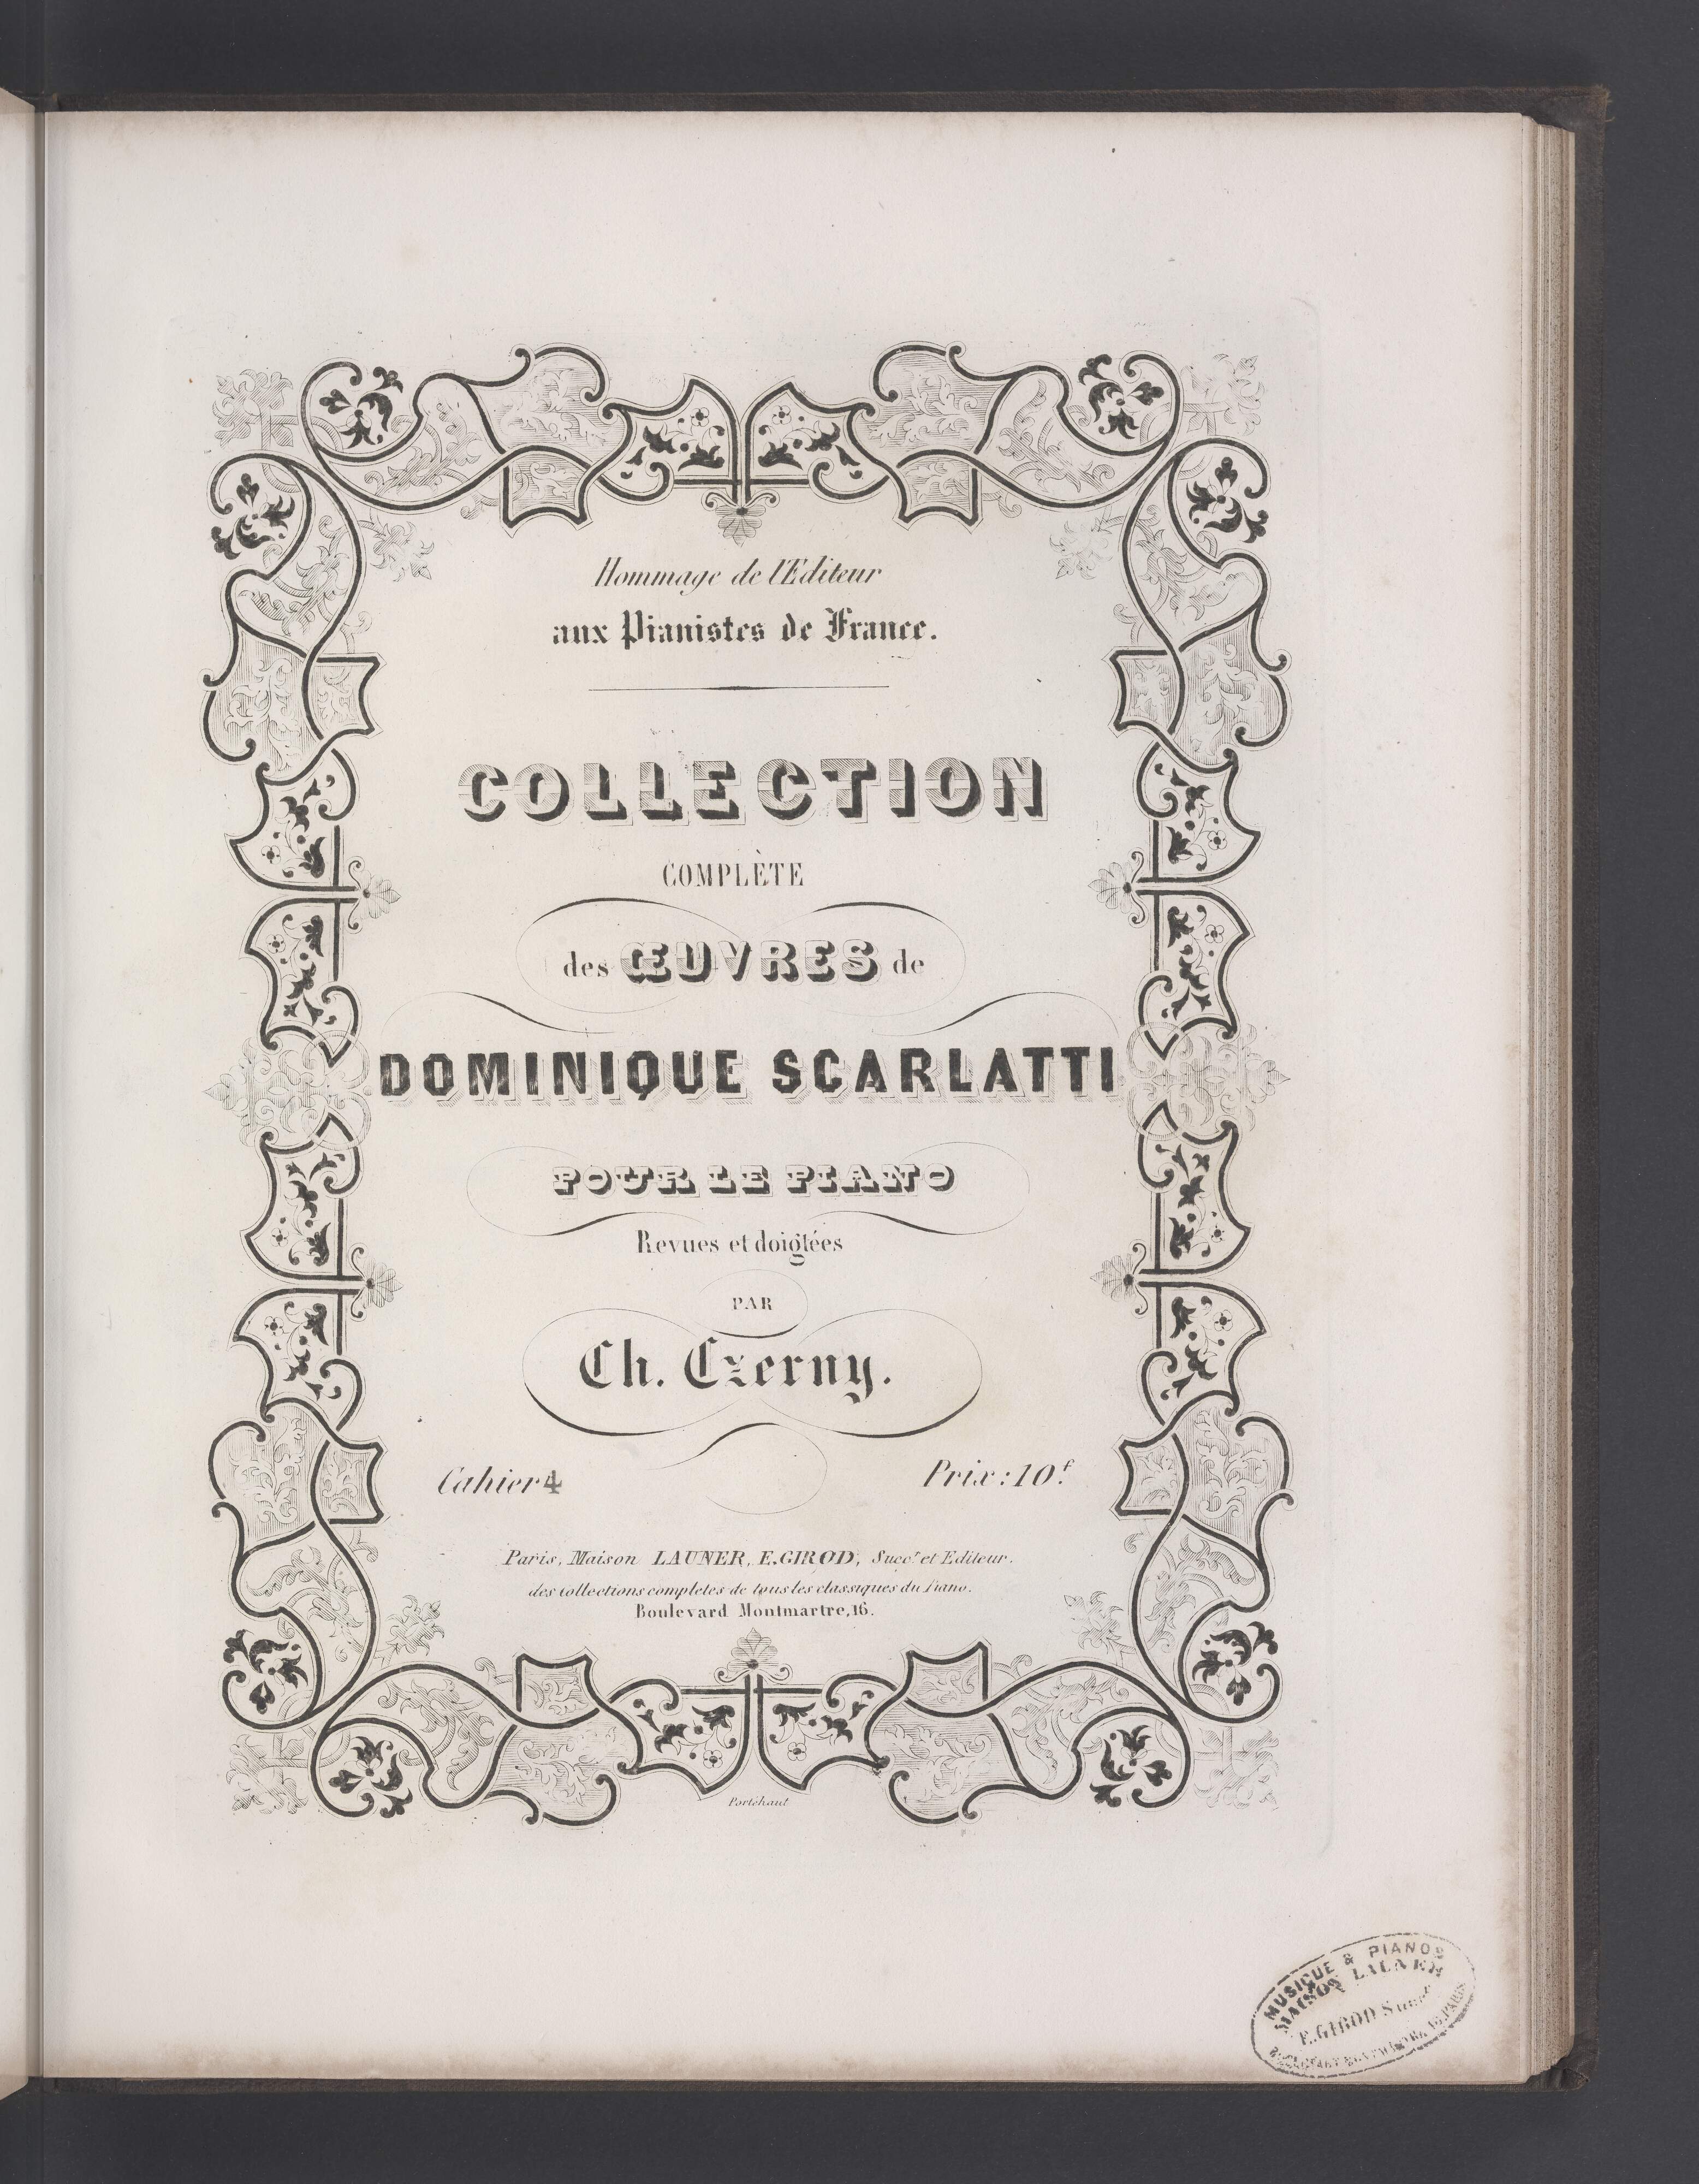 Hommage de l'Editeur
aux Pianistes de France.
COLLECTION
COMPLÈTE
des ŒUVRES de
DOMINIQUE SCARLATTI
POUR LE PIANO
Revues et doigtées
PAR
Ch. Czerny.
Cahier 4
Prix: 10f.
Paris, Maison LAUNER, E. GIROD, Succr. et Editeur.
des collections completes de tous les classiques du Piano.
Boulevard Montmartre, 16.
Portéhaut
MUSIQUE & PIANOS
MAISON LAUNER
E. GIROD Succr